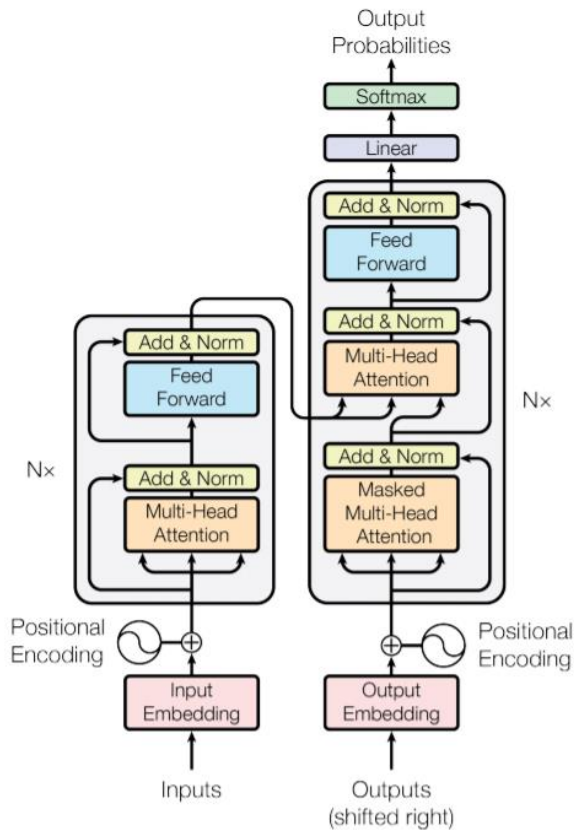 Output
Probabilities
Softmax
Linear
Add & Norm
Feed
Forward
Add & Norm
Multi-Head
Attention
Add & Norm
Masked
Multi-Head
Attention
N×
Add & Norm
Feed
Forward
Add & Norm
Multi-Head
Attention
N×
Positional
Encoding
Input
Embedding
Inputs
Positional
Encoding
Output
Embedding
Outputs
(shifted right)